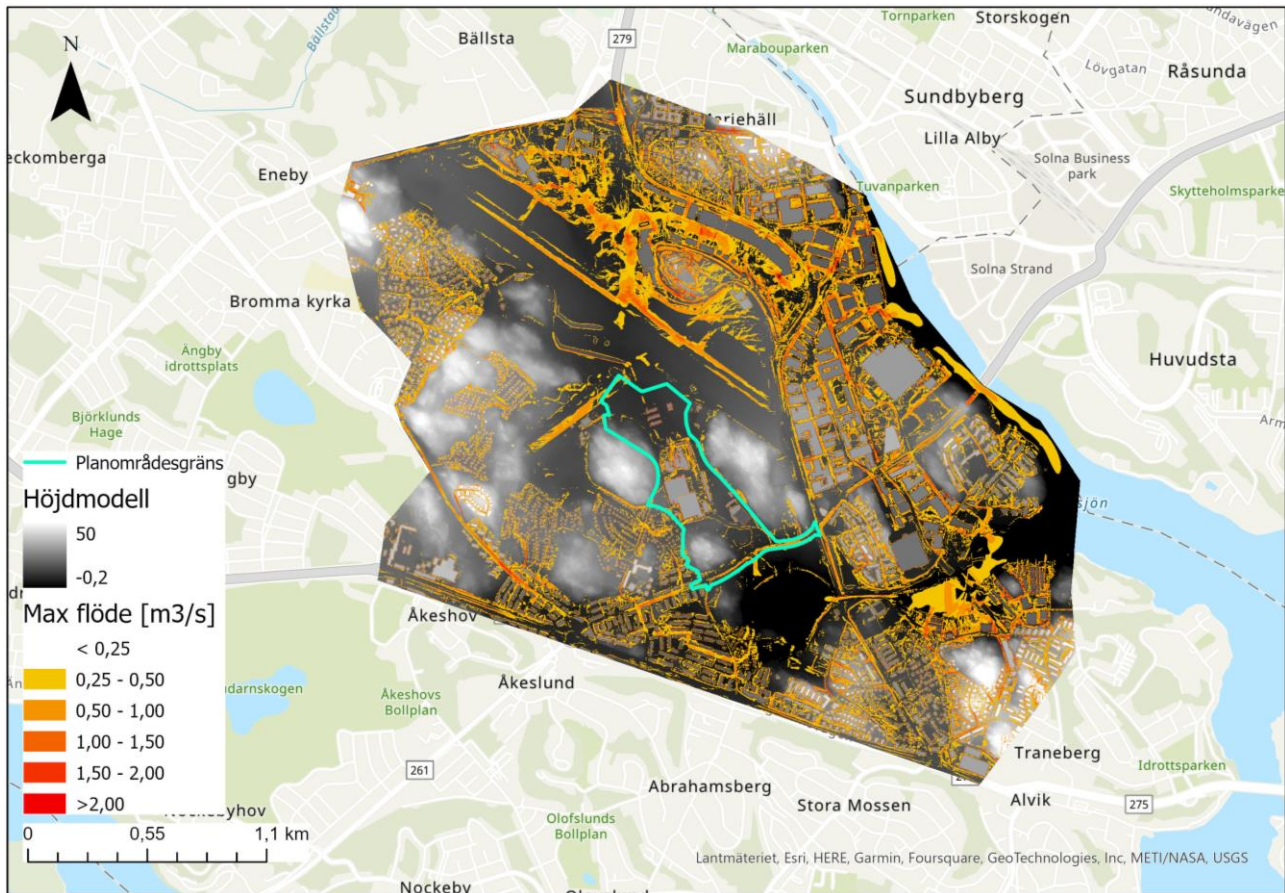 Tornparken
Storskogen
Bällsta
279
Marabouparken
Lövgatan
Råsunda
N
Sundbyberg
Lilla Alby
Solna Business
park
Eneby
Tuvanparken
Skytteholmsparke
Solna Strand
Bromma kyrka
Ängby
idrottsplats
Huvudsta
Björklunds
Hage
Planområdesgräns
Höjdmodell
50
-0,2
Max flöde [m3/s]
< 0,25
0,25 - 0,50
0,50 - 1,00
1,00 - 1,50
1,50 - 2,00
>2,00
0
0,55
1,1 km
Åkeshov
Åkeslund
Åkeshovs
Bollplan
261
Abrahamsberg
Stora Mossen
Traneberg
Alvik
Idrottsparken
275
Olofslunds
Bollplan
Lantmäteriet, Esri, HERE, Garmin, Foursquare, GeoTechnologies, Inc, METI/NASA, USGS
Nockeby